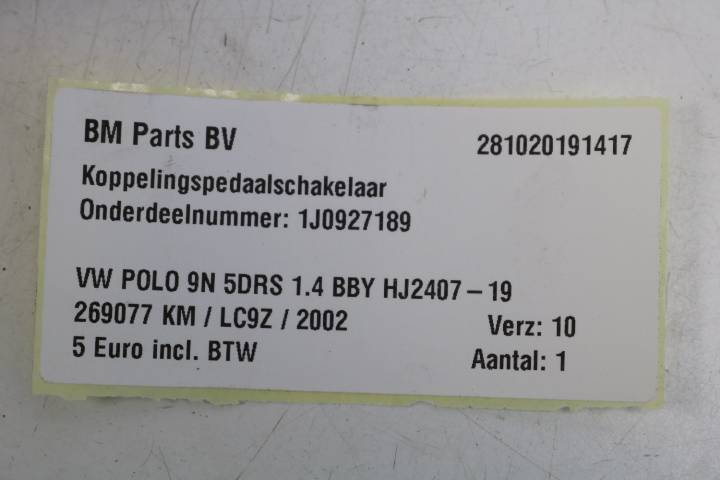 BM Parts BV 281020191417
Koppelingspedaalschakelaar
Onderdeelnummer: 1J0927189
VW POLO 9N 5DRS 1.4 BBY HJ2407-19
269077 KM / LC9Z / 2002 Verz: 10
5 Euro incl. BTW Aantal: 1